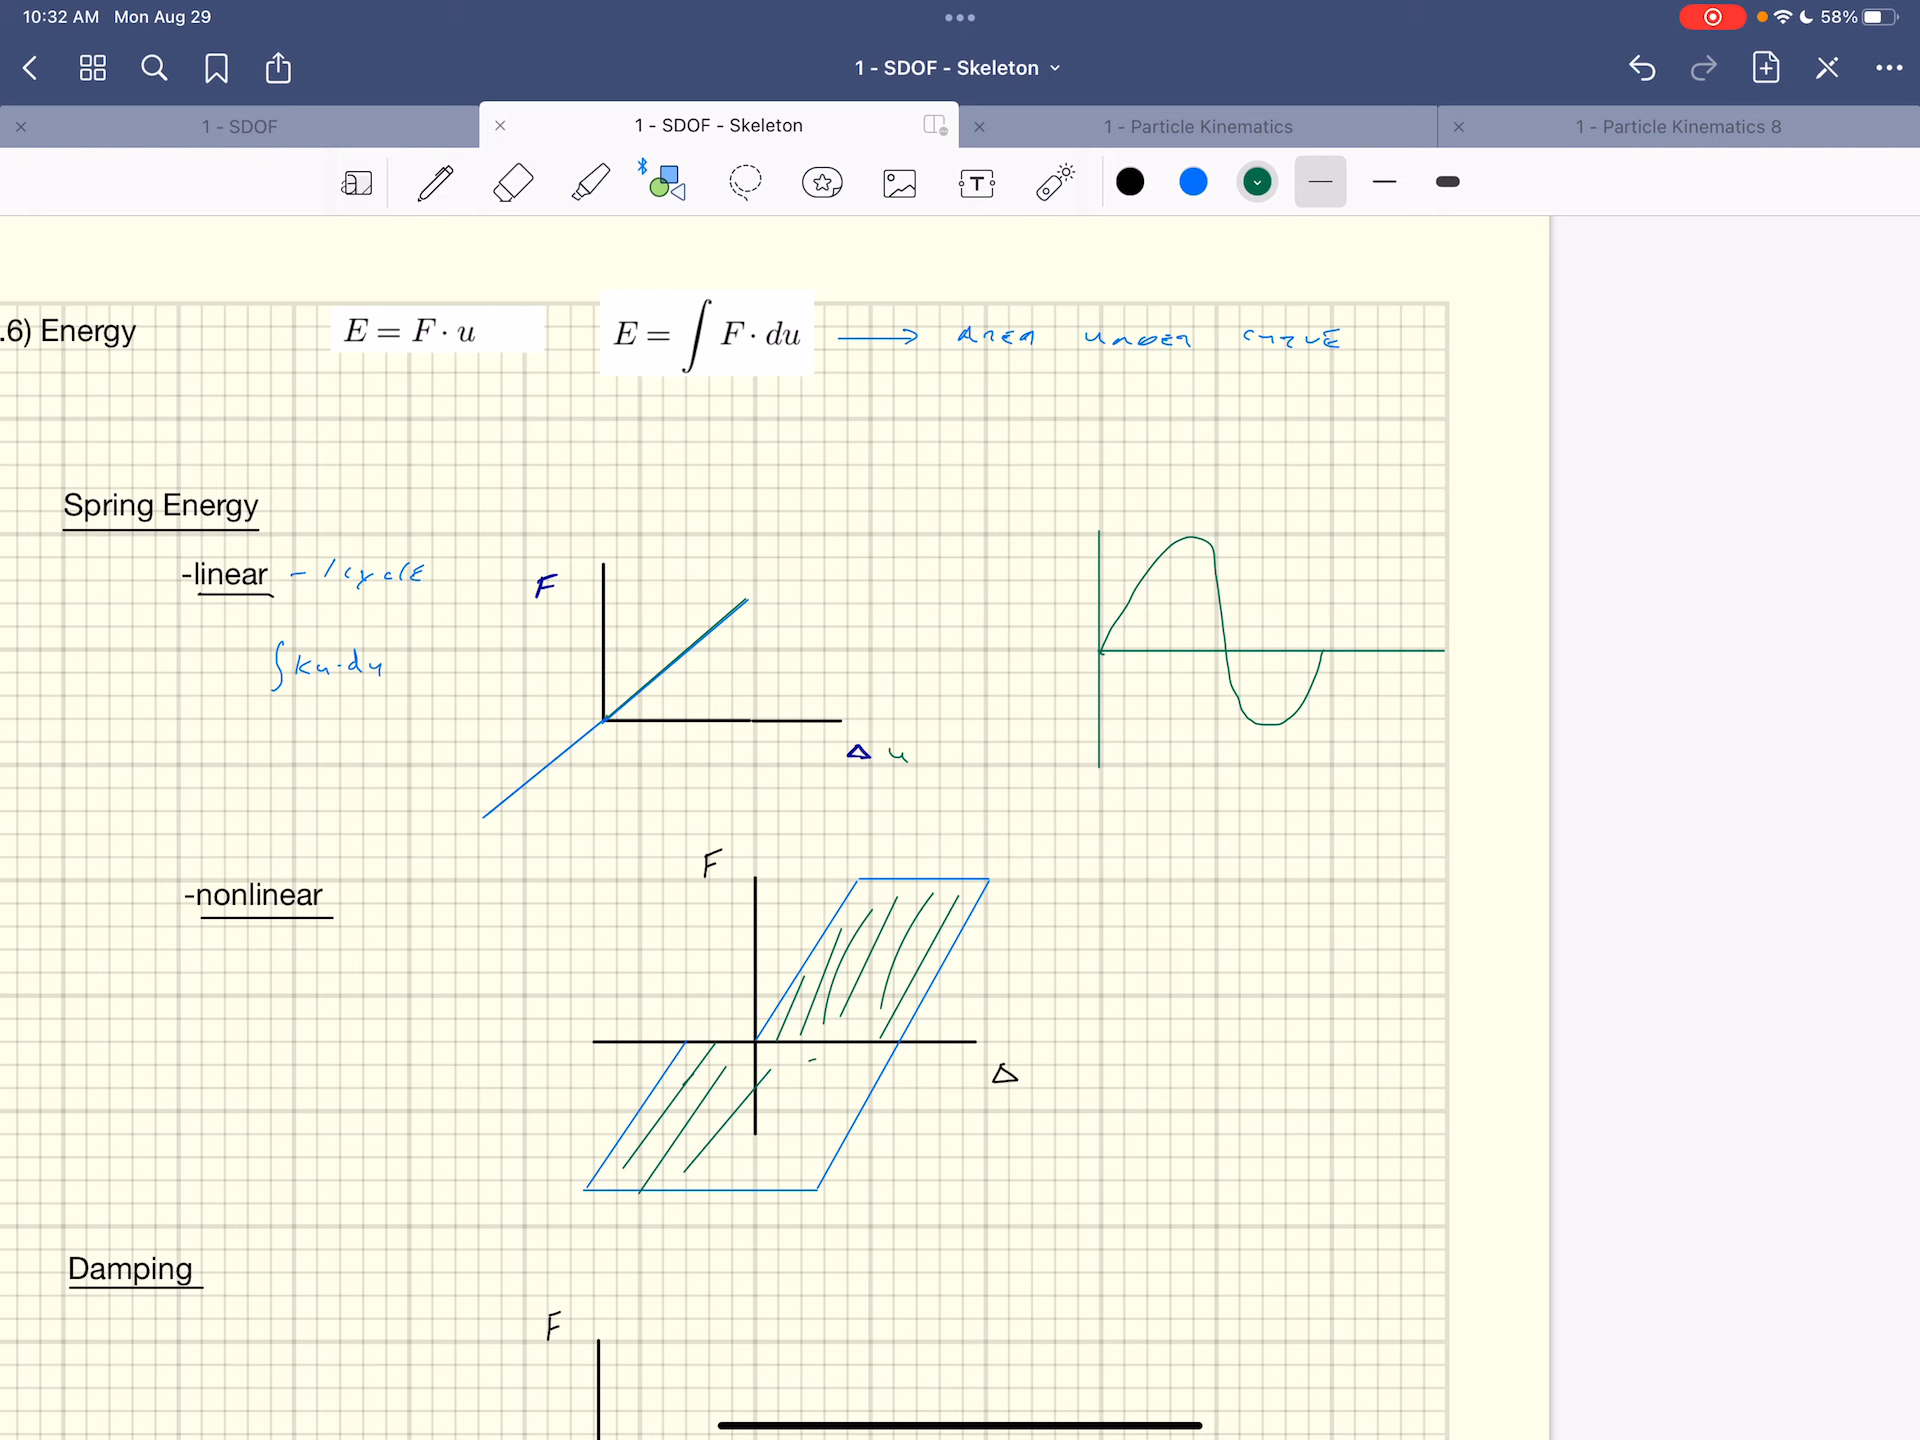 10:32 AM Mon Aug 29
58%
1 - SDOF - Skeleton
1 - SDOF
1 - SDOF - Skeleton
1 - Particle Kinematics
1 - Particle Kinematics 8
.6) Energy
E = F · u
E = ∫ F · du → AREA UNDER CURVE
Spring Energy
-linear - 1 cycle
F
∫ku·du
Δ u
F
-nonlinear
Δ
Damping
F